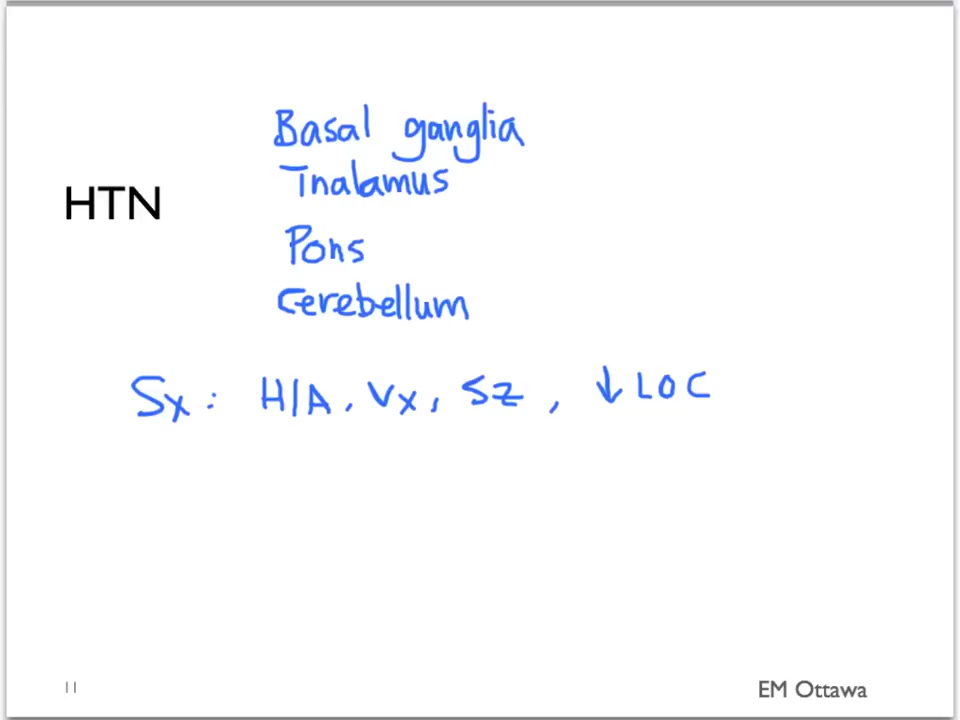 Basal ganglia
Thalamus
HTN
Pons
Cerebellum
Sx: H/A, Vx, SZ, ↓ LOC
11
EM Ottawa